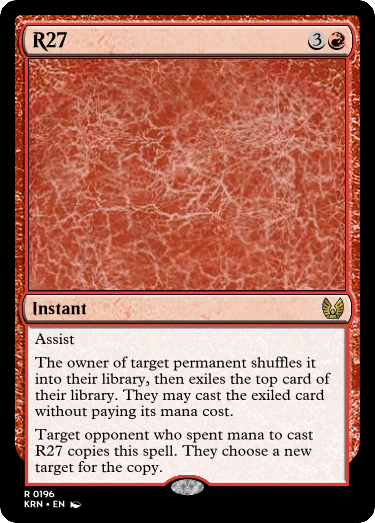 R27 3
Instant
Assist
The owner of target permanent shuffles it
into their library, then exiles the top card of
their library. They may cast the exiled card
without paying its mana cost.
Target opponent who spent mana to cast
R27 copies this spell. They choose a new
target for the copy.
R 0196
KRN • EN